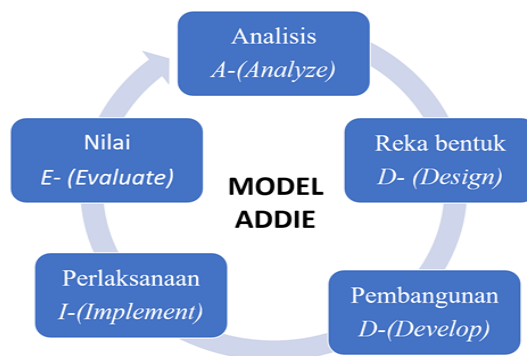 Analisis
A-(Analyze)
Reka bentuk
D- (Design)
Pembangunan
D-(Develop)
Perlaksanaan
I-(Implement)
Nilai
E- (Evaluate)
MODEL
ADDIE